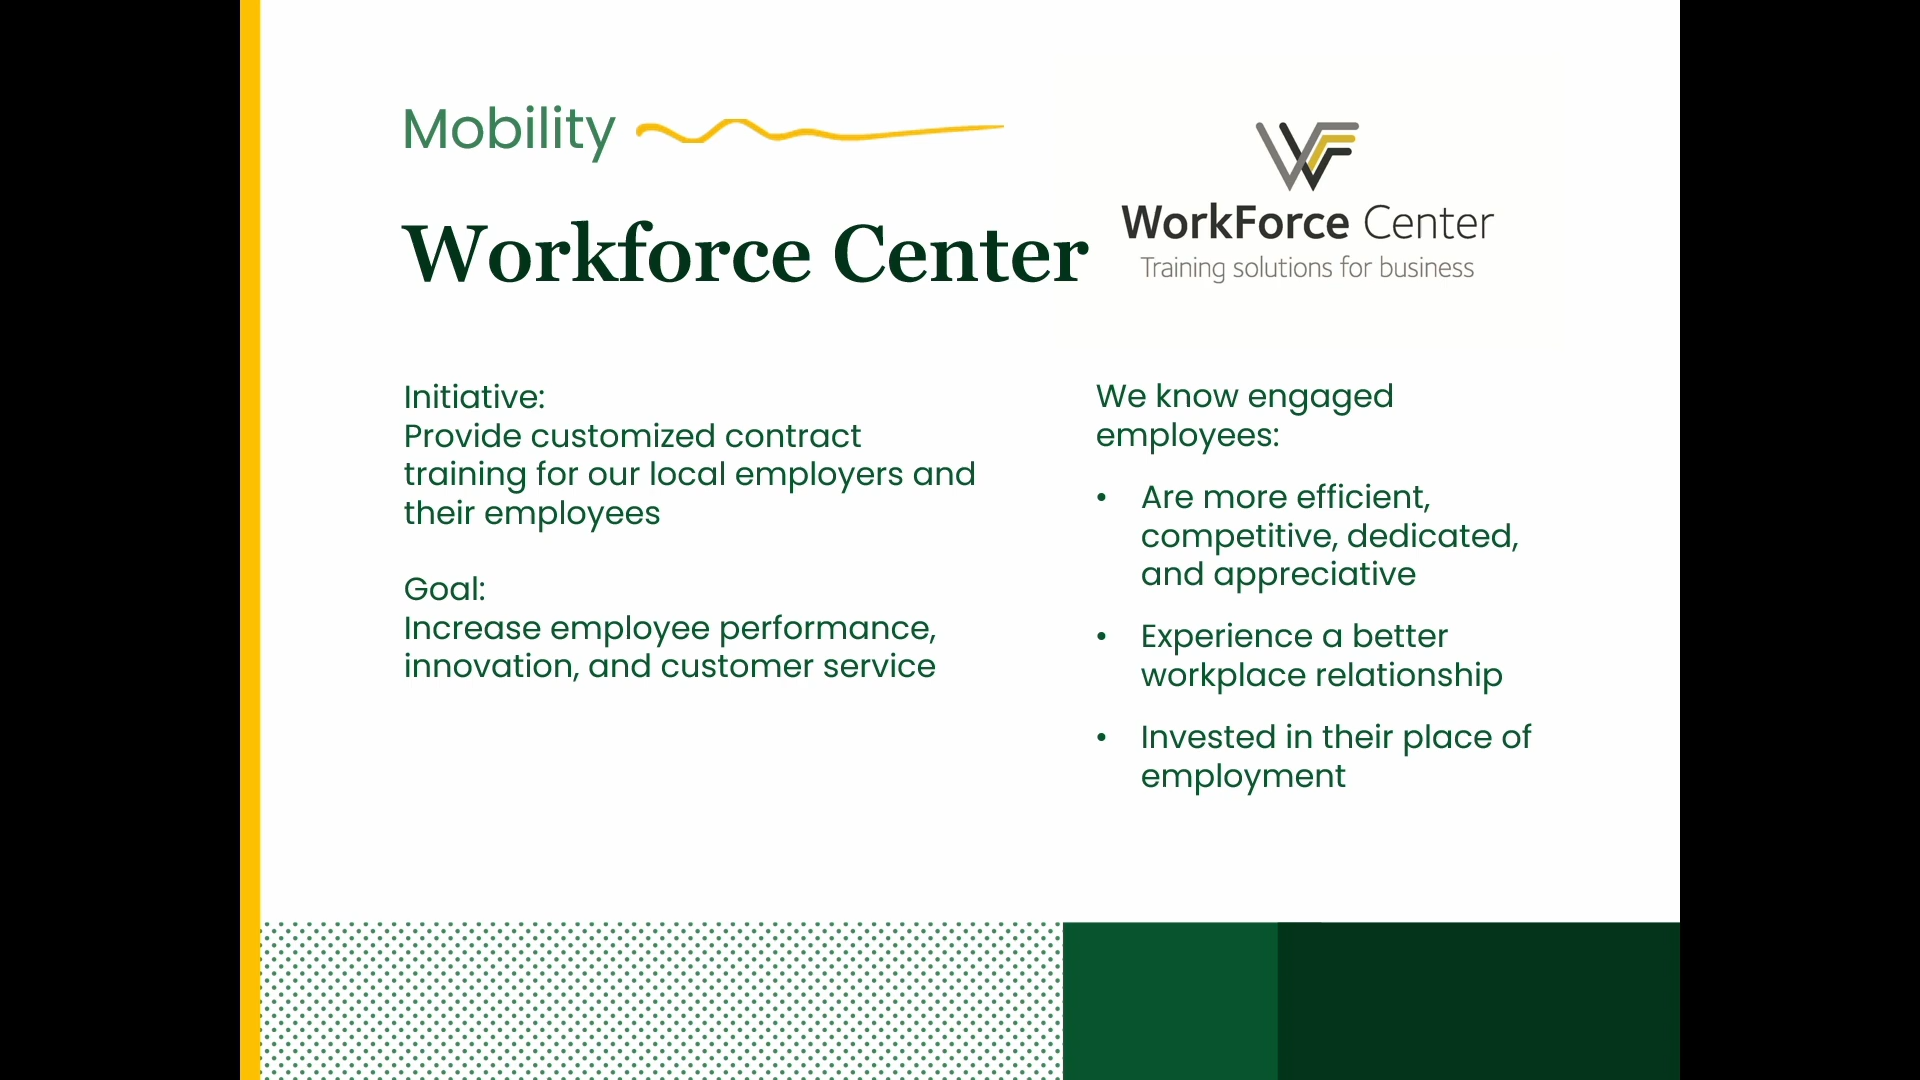 Mobility
WF
WorkForce Center
Training solutions for business
Workforce Center
Initiative:
Provide customized contract
training for our local employers and
their employees
Goal:
Increase employee performance,
innovation, and customer service
We know engaged
employees:
• Are more efficient,
competitive, dedicated,
and appreciative
• Experience a better
workplace relationship
• Invested in their place of
employment